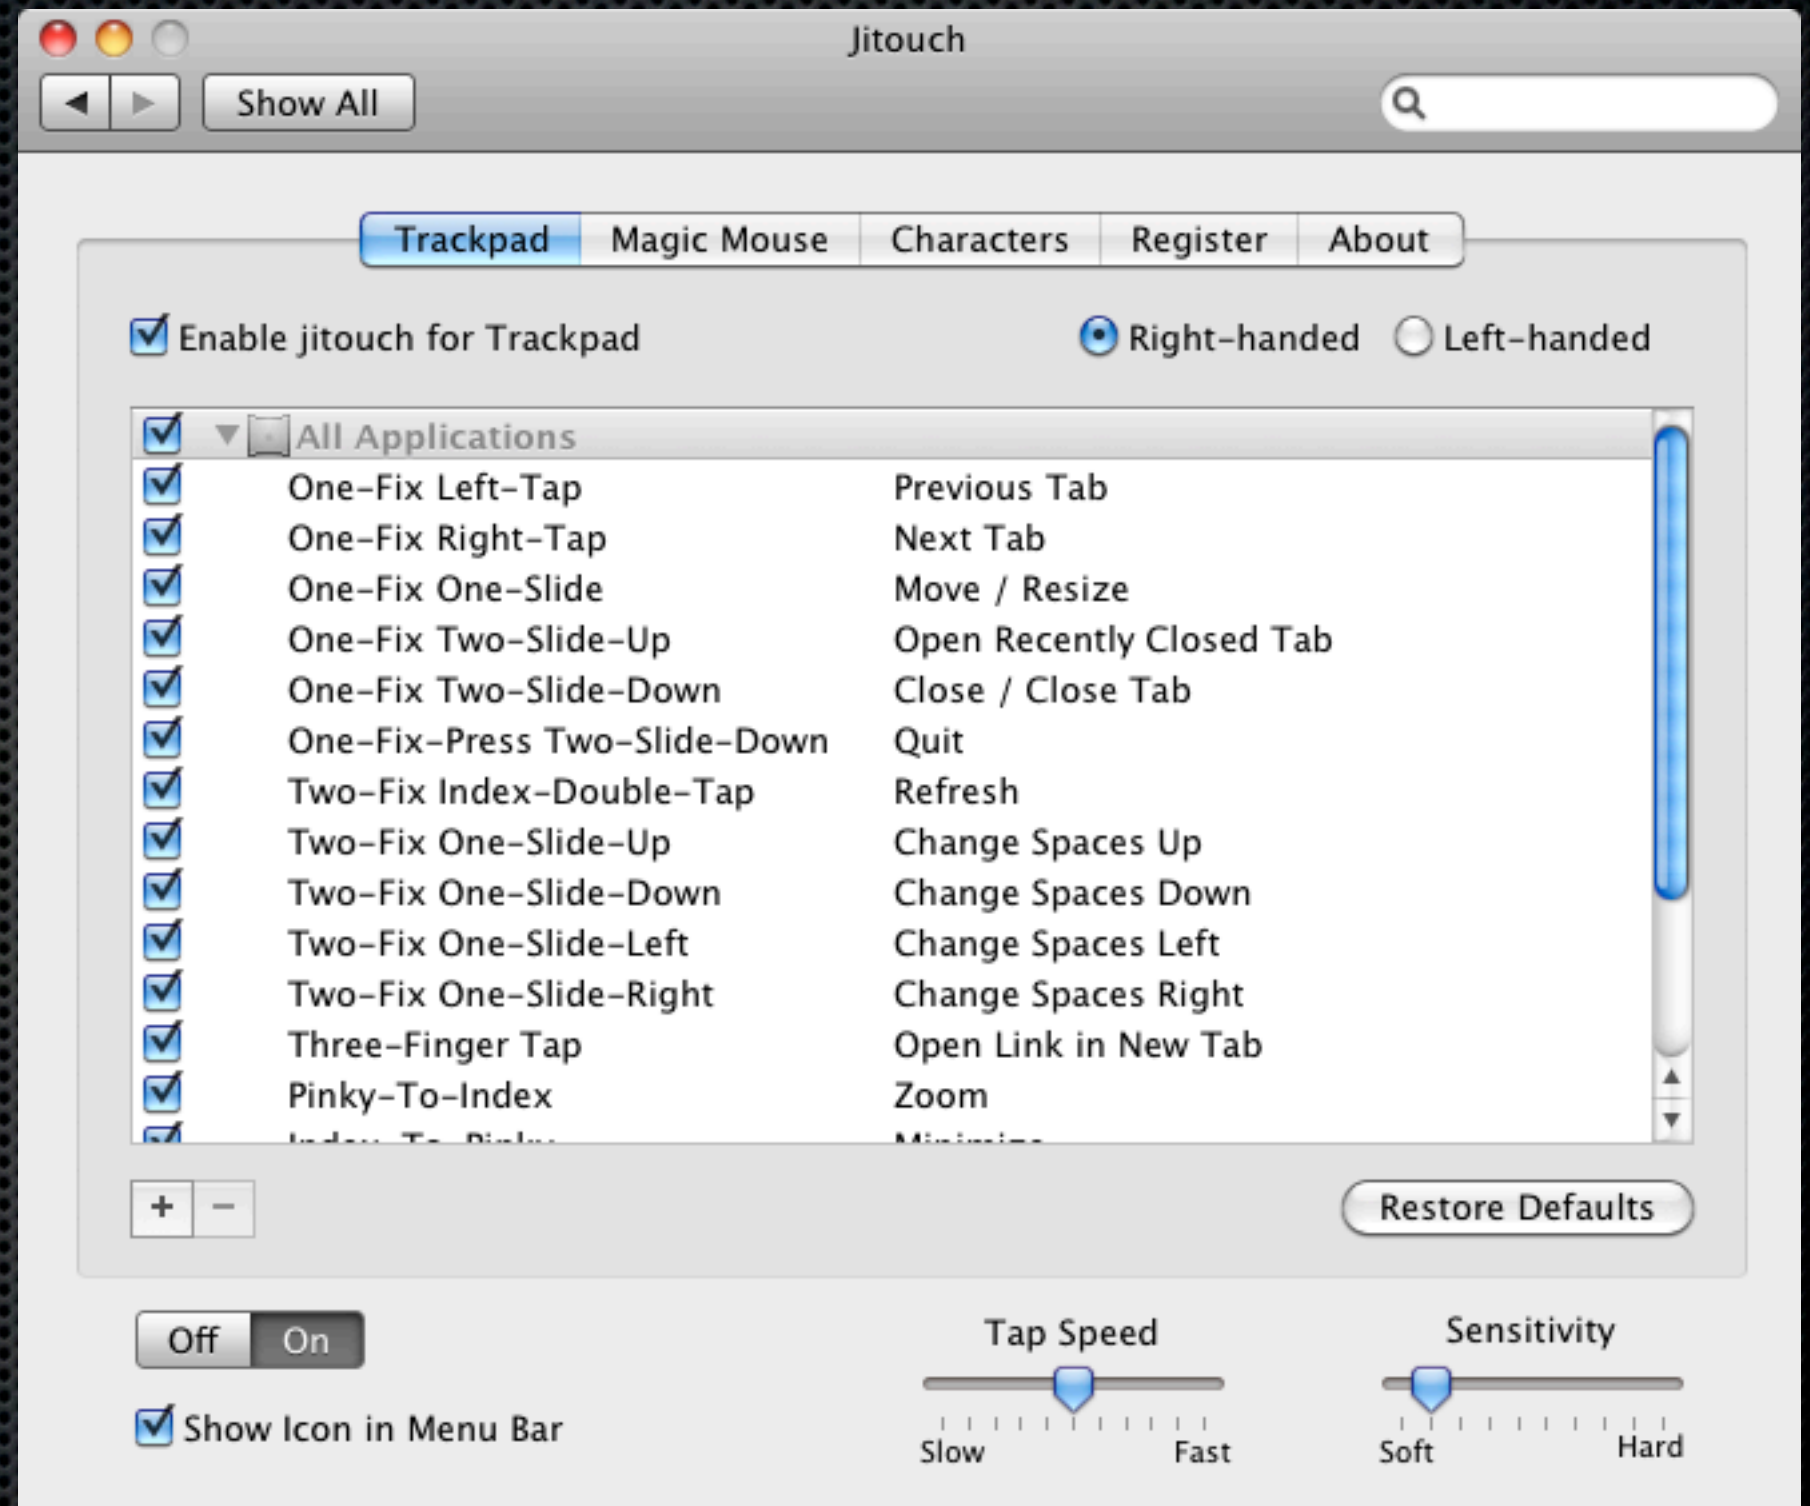 Jitouch
Show All
Trackpad Magic Mouse Characters Register About
Enable jitouch for Trackpad Right-handed Left-handed
All Applications
One-Fix Left-Tap Previous Tab
One-Fix Right-Tap Next Tab
One-Fix One-Slide Move / Resize
One-Fix Two-Slide-Up Open Recently Closed Tab
One-Fix Two-Slide-Down Close / Close Tab
One-Fix-Press Two-Slide-Down Quit
Two-Fix Index-Double-Tap Refresh
Two-Fix One-Slide-Up Change Spaces Up
Two-Fix One-Slide-Down Change Spaces Down
Two-Fix One-Slide-Left Change Spaces Left
Two-Fix One-Slide-Right Change Spaces Right
Three-Finger Tap Open Link in New Tab
Pinky-To-Index Zoom
Index-To-Pinky Minimize
+ − Restore Defaults
Off On Tap Speed Sensitivity
Show Icon in Menu Bar
Slow Fast Soft Hard